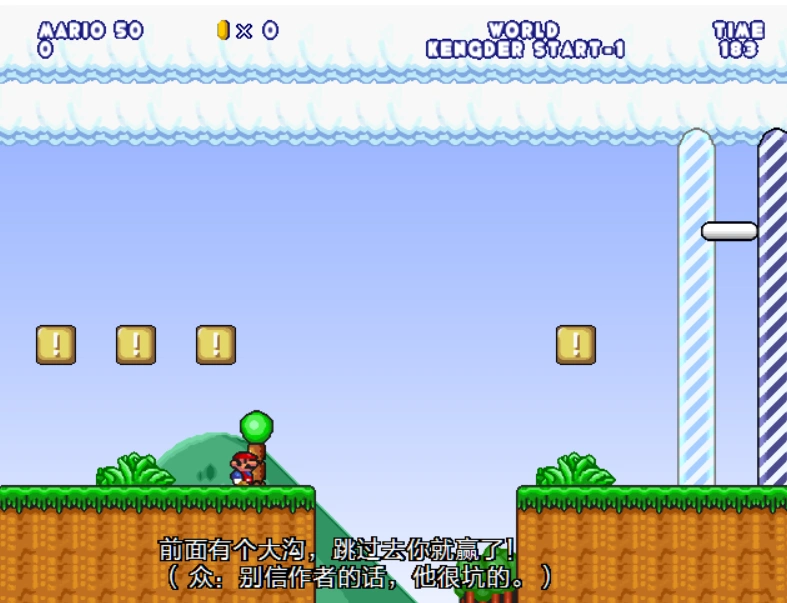 MARIO 50
0
× 0
WORLD
KENGDER START-1
TIME
183
! ! ! !
前面有个大沟，跳过去你就赢了！
（ 众：别信作者的话，他很坑的。 ）